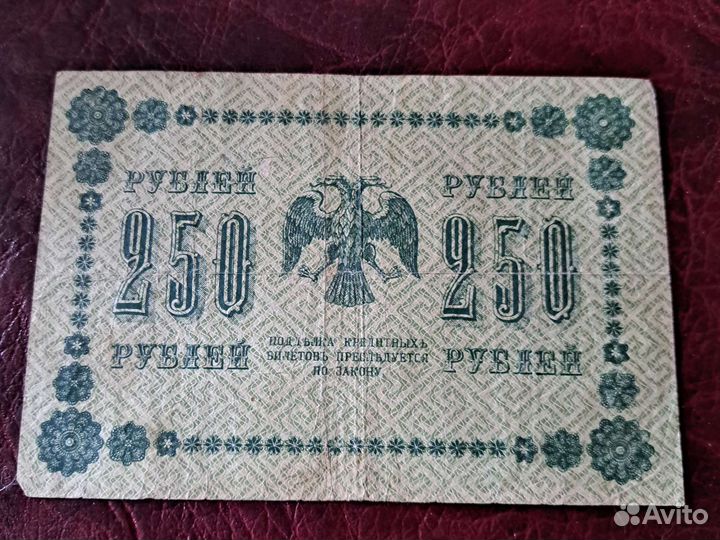 РУБЛЕЙ РУБЛЕЙ
250 250
РУБЛЕЙ РУБЛЕЙ
ПОДДѢЛКА КРЕДИТНЫХЪ
БИЛЕТОВЪ ПРЕСЛѢДУЕТСЯ
ПО ЗАКОНУ
Avito